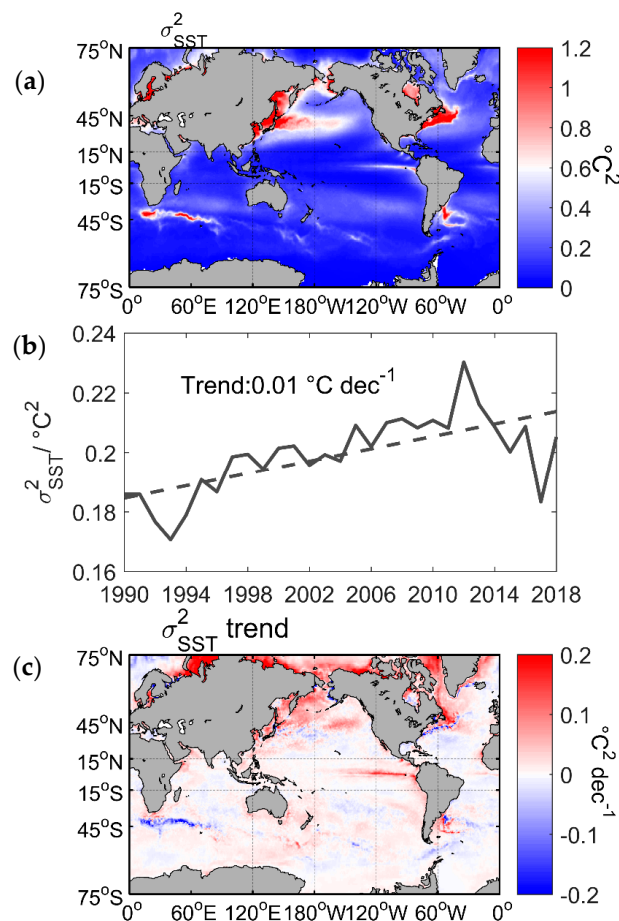 σ²SST
(a)
75°N
45°N
15°N
15°S
45°S
75°S
0° 60°E 120°E 180°W 120°W 60°W 0°
1.2
1
0.8
0.6
0.4
0.2
0
°C²
(b)
0.24
0.22
0.2
0.18
0.16
σ²SST/ °C²
Trend:0.01 °C dec⁻¹
1990 1994 1998 2002 2006 2010 2014 2018
σ²SST trend
(c)
75°N
45°N
15°N
15°S
45°S
75°S
0° 60°E 120°E 180°W 120°W 60°W 0°
0.2
0.1
0
-0.1
-0.2
°C² dec⁻¹